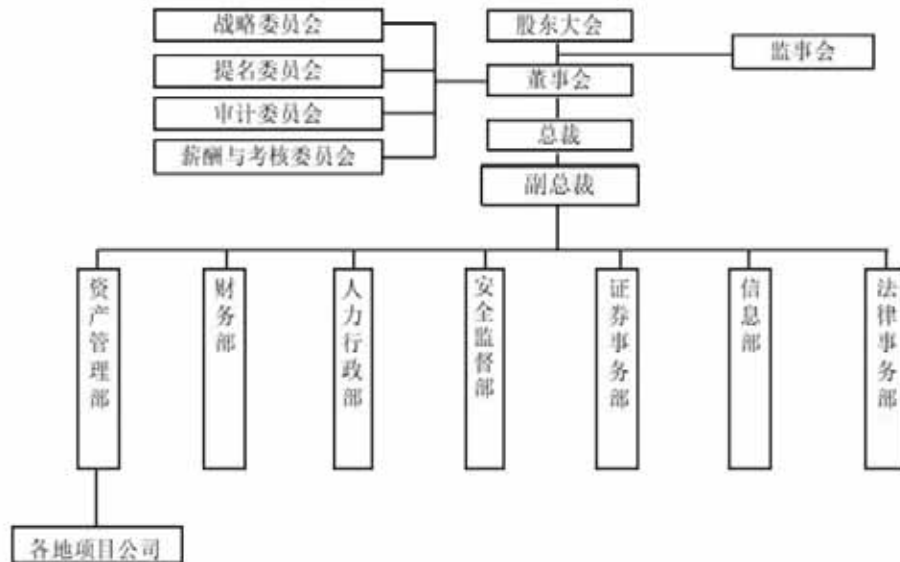 战略委员会
提名委员会
审计委员会
薪酬与考核委员会
股东大会
监事会
董事会
总裁
副总裁
资产管理部
财务部
人力行政部
安全监督部
证券事务部
信息部
法律事务部
各地项目公司